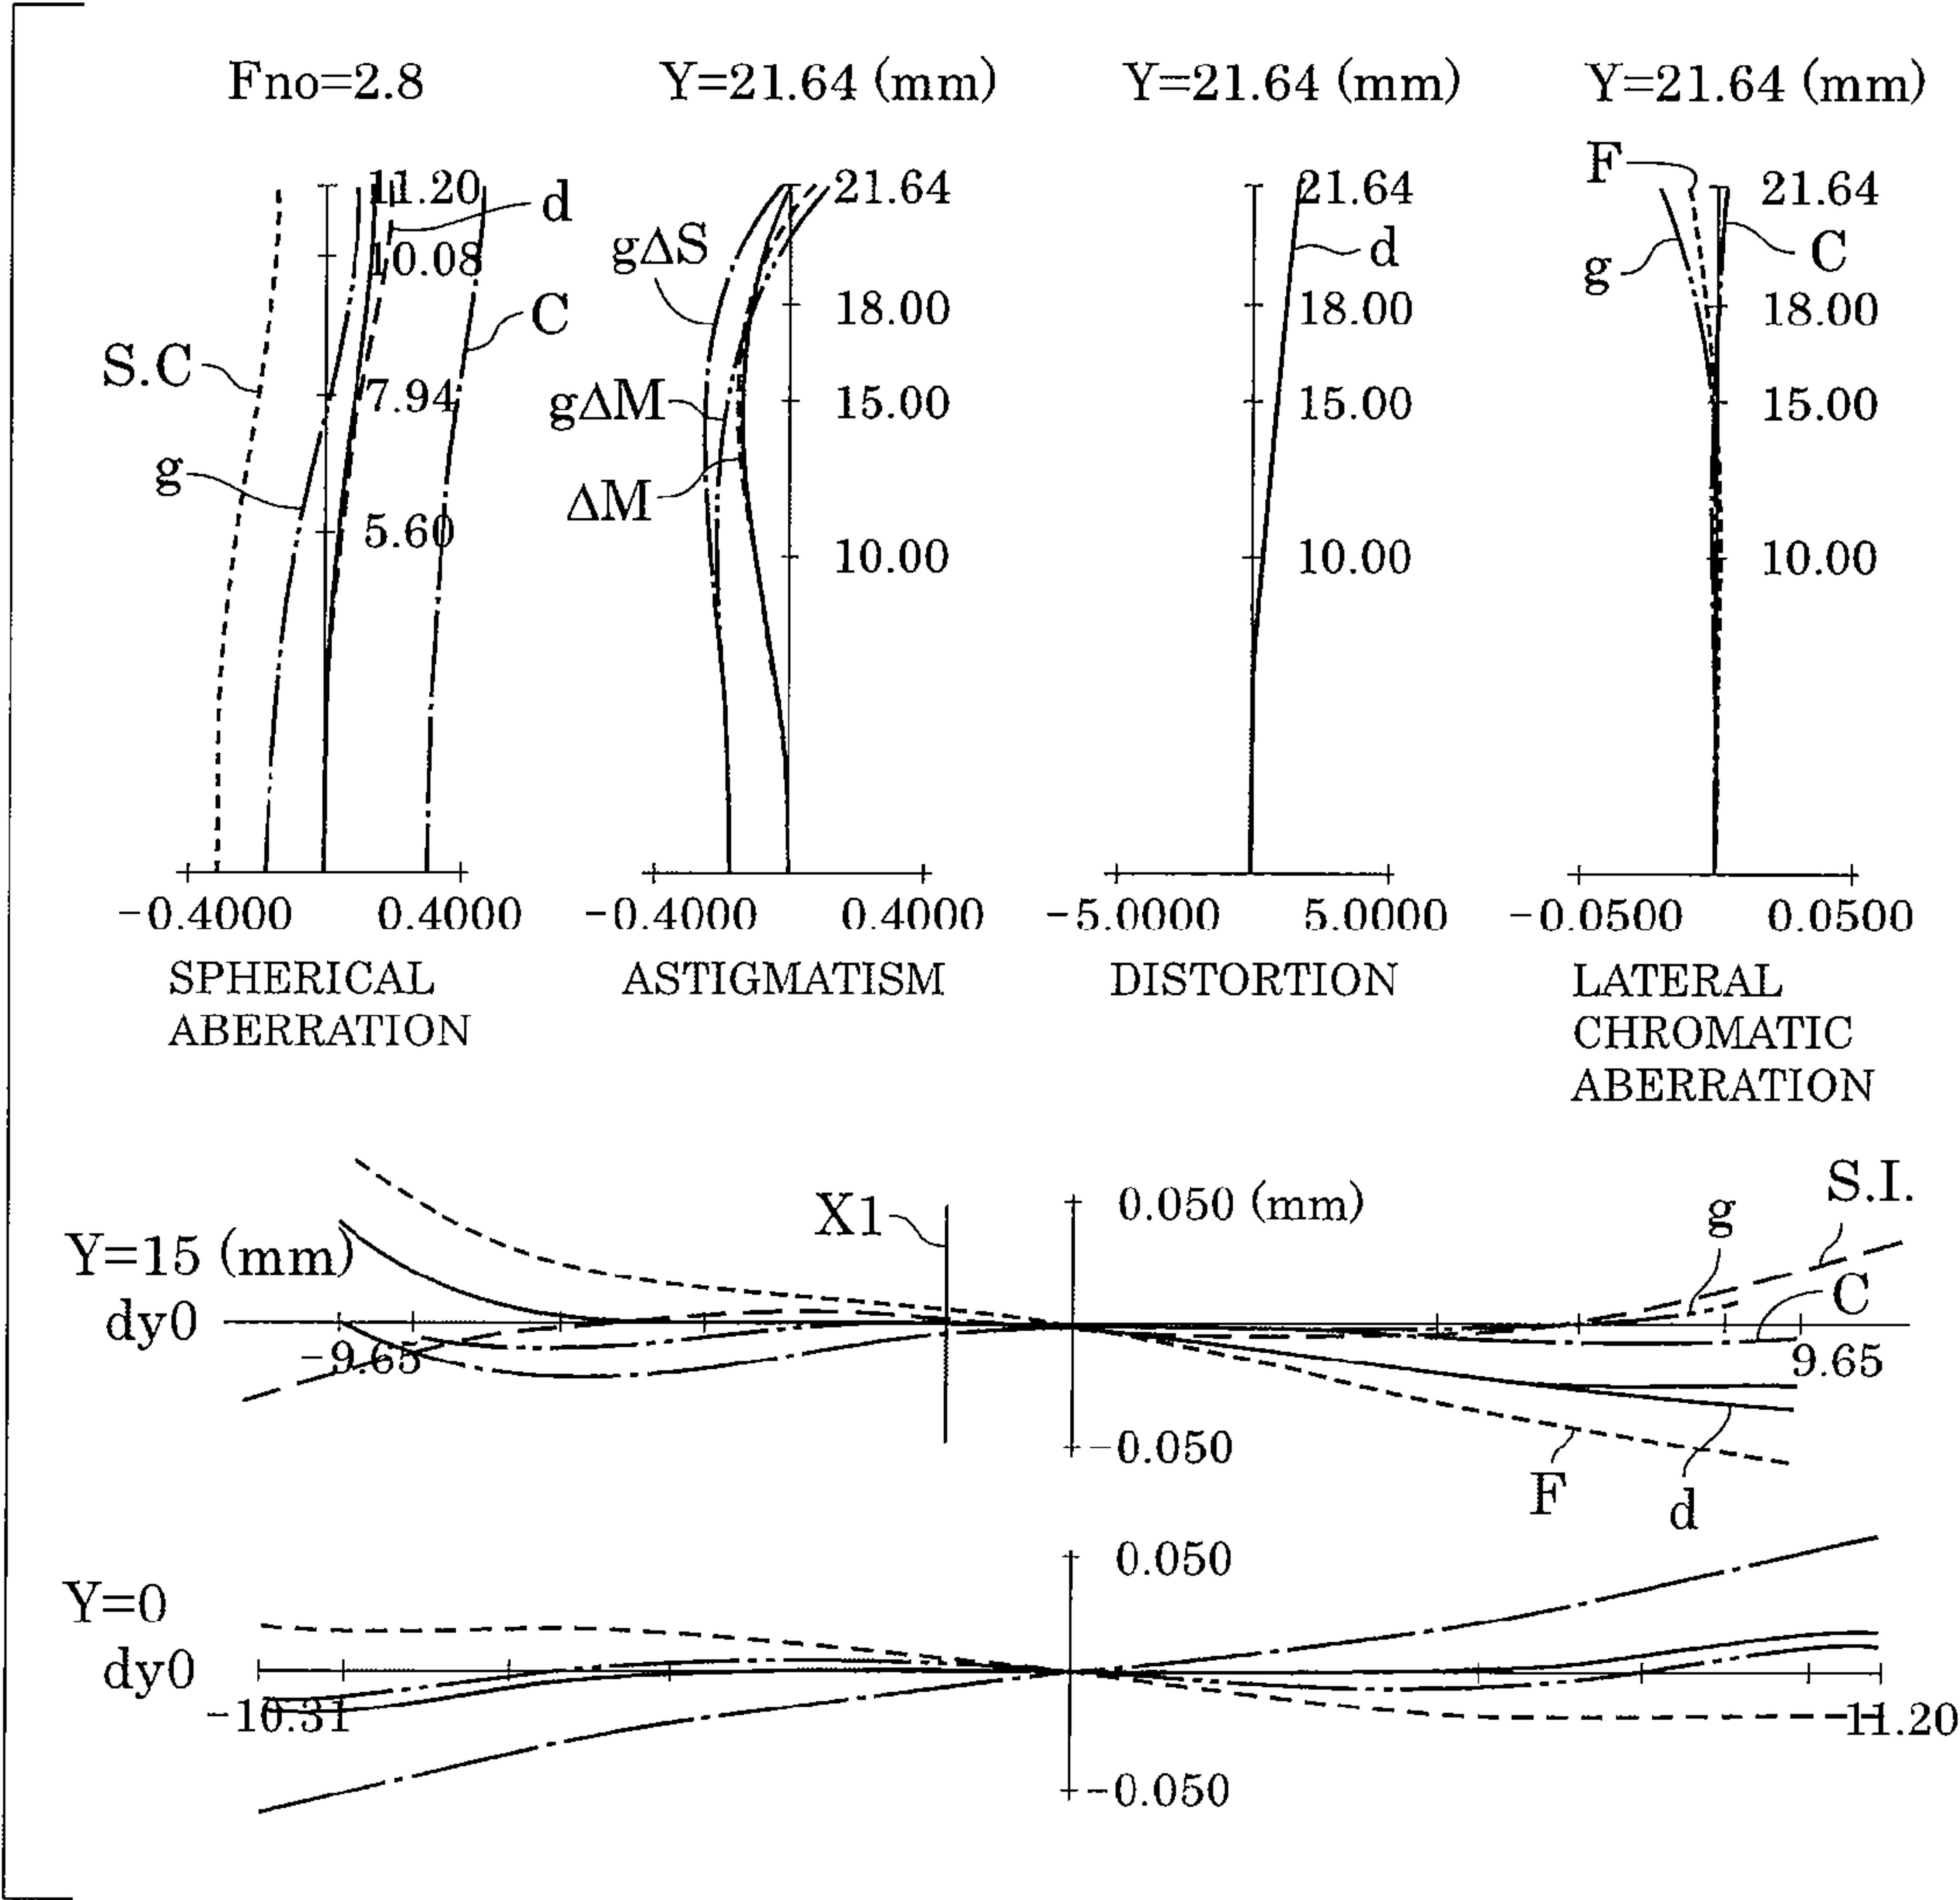 Fno=2.8
Y=21.64 (mm)
Y=21.64 (mm)
Y=21.64 (mm)
11.20
d
10.08
C
S.C
7.94
g
5.60
-0.4000
0.4000
SPHERICAL
ABERRATION
21.64
gΔS
18.00
gΔM
15.00
ΔM
10.00
-0.4000
0.4000
ASTIGMATISM
21.64
d
18.00
15.00
10.00
-5.0000
5.0000
DISTORTION
F
21.64
g
C
18.00
15.00
10.00
-0.0500
0.0500
LATERAL
CHROMATIC
ABERRATION
Y=15 (mm)
dy0
-9.65
X1
0.050 (mm)
-0.050
g
S.I.
C
9.65
F
d
Y=0
dy0
-10.31
0.050
-0.050
11.20